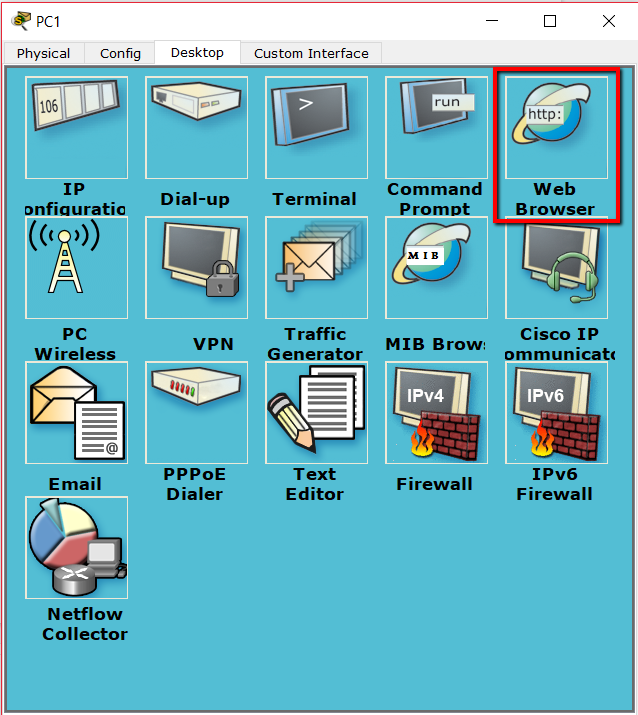 PC1
Physical Config Desktop Custom Interface
106
>
run
http:
IP
onfiguratio
Dial-up
Terminal
Command
Prompt
Web
Browser
MIB
PC
Wireless
VPN
Traffic
Generator
MIB Brows
Cisco IP
ommunicato
@
IPv4
IPv6
Email
PPPoE
Dialer
Text
Editor
Firewall
IPv6
Firewall
Netflow
Collector